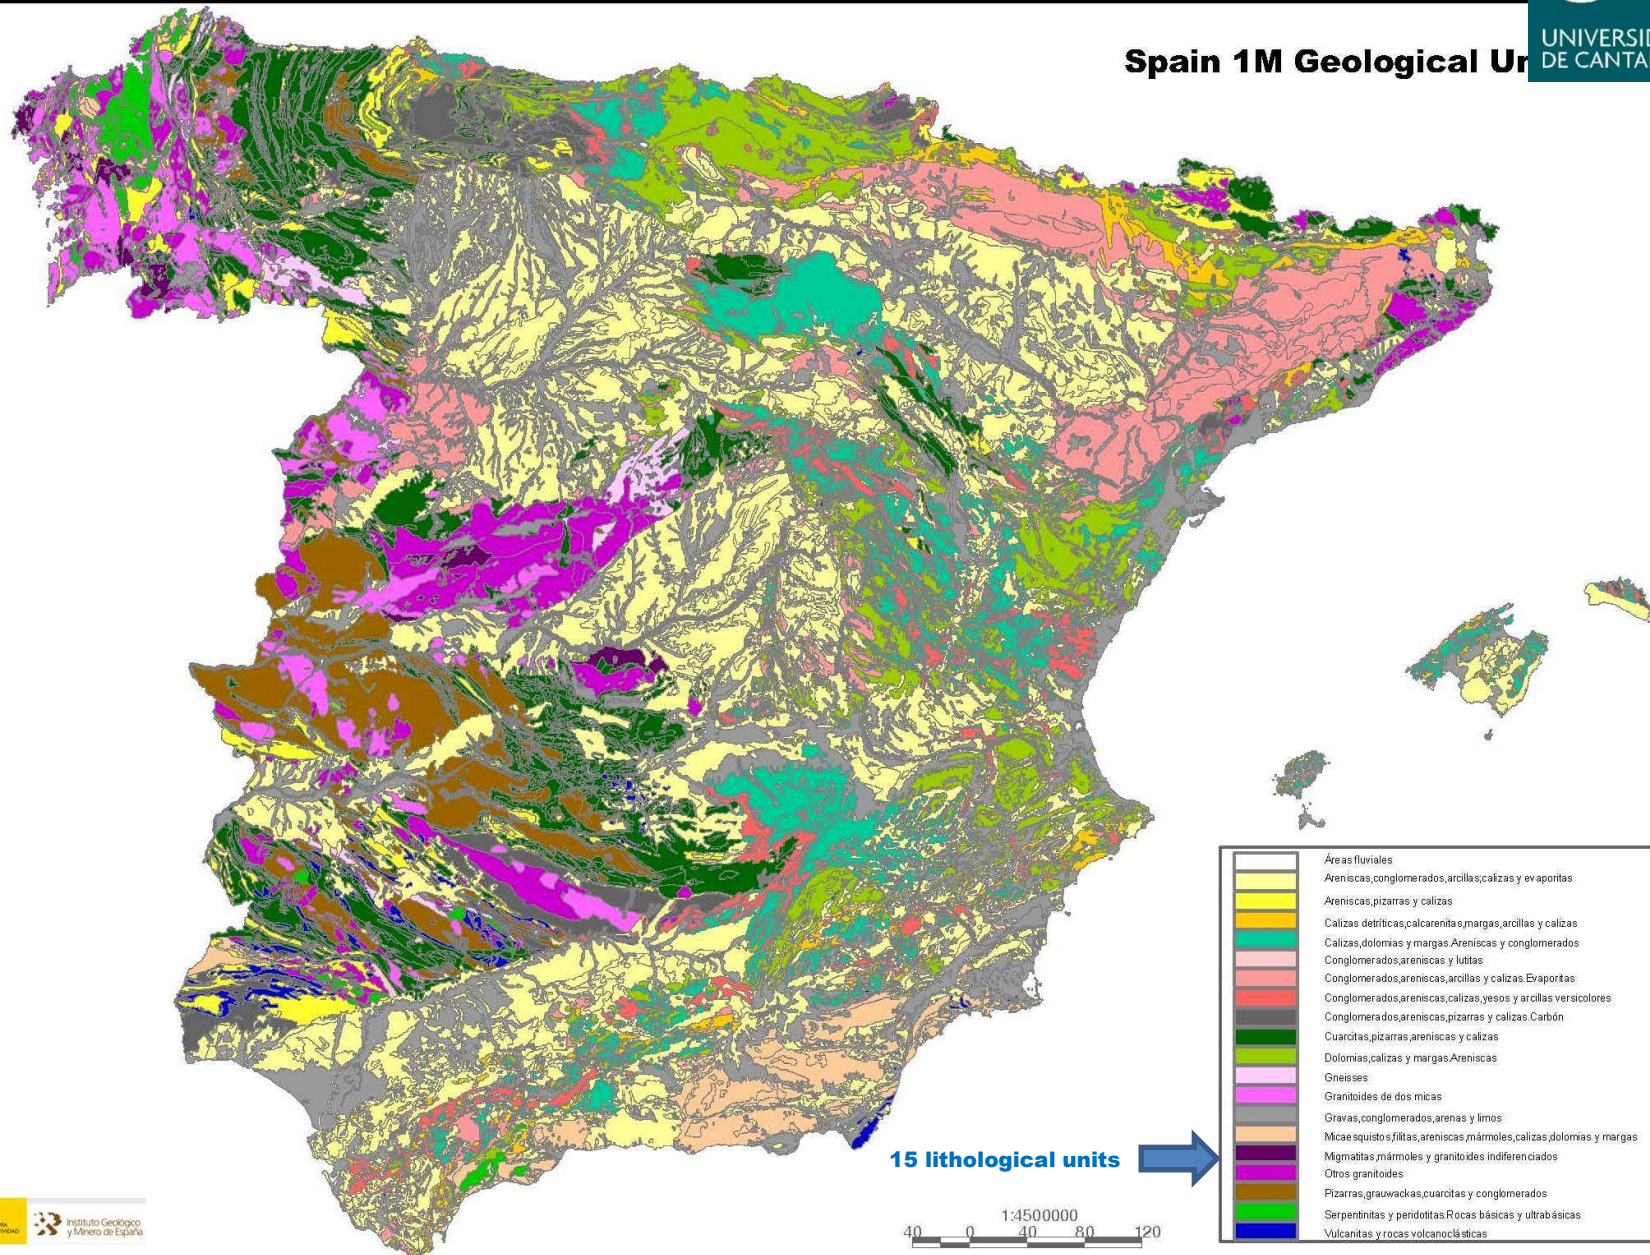 UNIVERSID
DE CANTA
Spain 1M Geological Un
Áreas fluviales
Areniscas,conglomerados,arcillas;calizas y evaporitas
Areniscas,pizarras y calizas
Calizas detríticas,calcarenitas,margas,arcillas y calizas
Calizas,dolomias y margas.Areniscas y conglomerados
Conglomerados,areniscas y lutitas
Conglomerados,areniscas,arcillas y calizas.Evaporitas
Conglomerados,areniscas,calizas,yesos y arcillas versicolores
Conglomerados,areniscas,pizarras y calizas.Carbón
Cuarcitas,pizarras,areniscas y calizas
Dolomias,calizas y margas.Areniscas
Gneisses
Granitoides de dos micas
Gravas,conglomerados,arenas y limos
Micaesquistos,filitas,areniscas,mármoles,calizas,dolomias y margas
Migmatitas,mármoles y granitoides indiferenciados
Otros granitoides
Pizarras,grauwackas,cuarcitas y conglomerados
Serpentinitas y peridotitas.Rocas básicas y ultrabásicas
Vulcanitas y rocas volcanoclásticas
15 lithological units
1:4500000
40 0 40 80 120
Instituto Geológico
y Minero de España